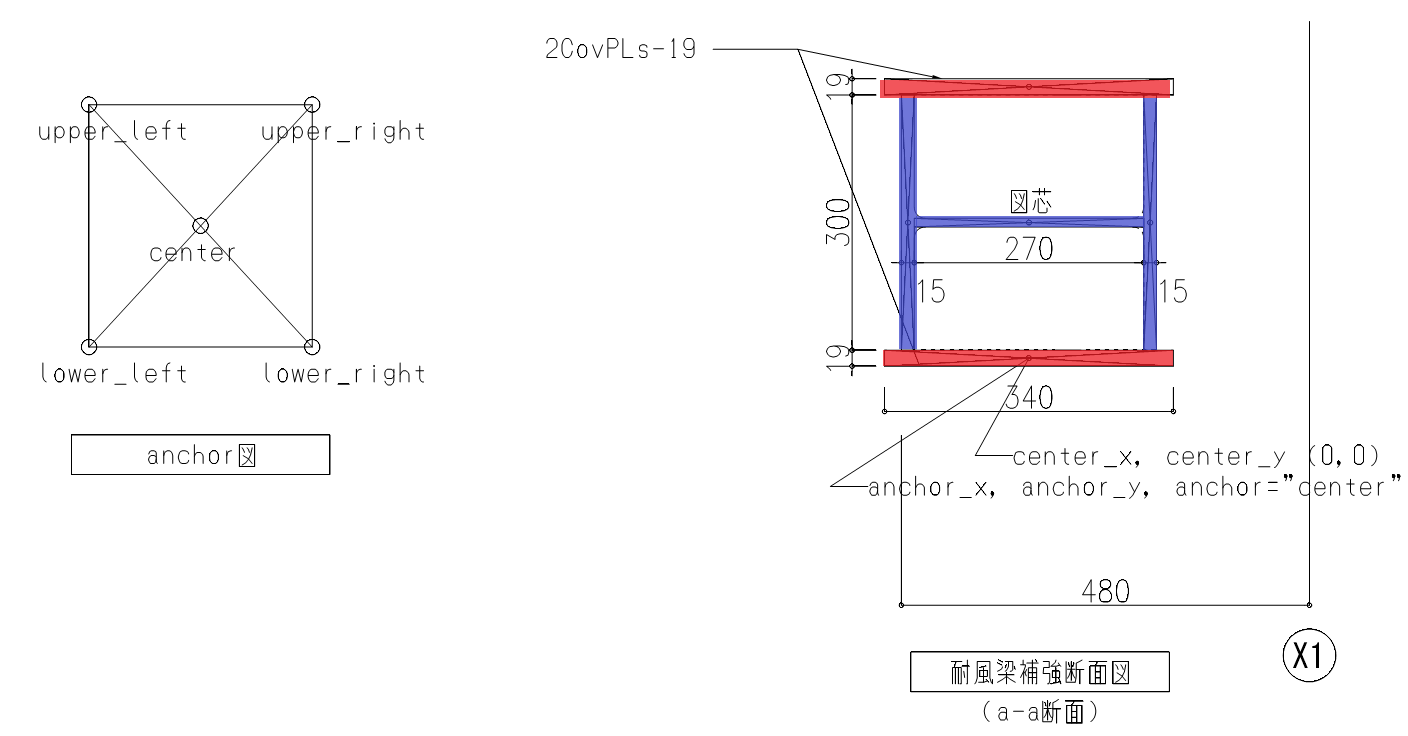 2CovPLs-19
19
upper_left
upper_right
300
図芯
center
270
15
15
19
lower_left
lower_right
340
anchor図
center_x, center_y (0,0)
anchor_x, anchor_y, anchor="center"
480
耐風梁補強断面図
X1
(a-a断面)